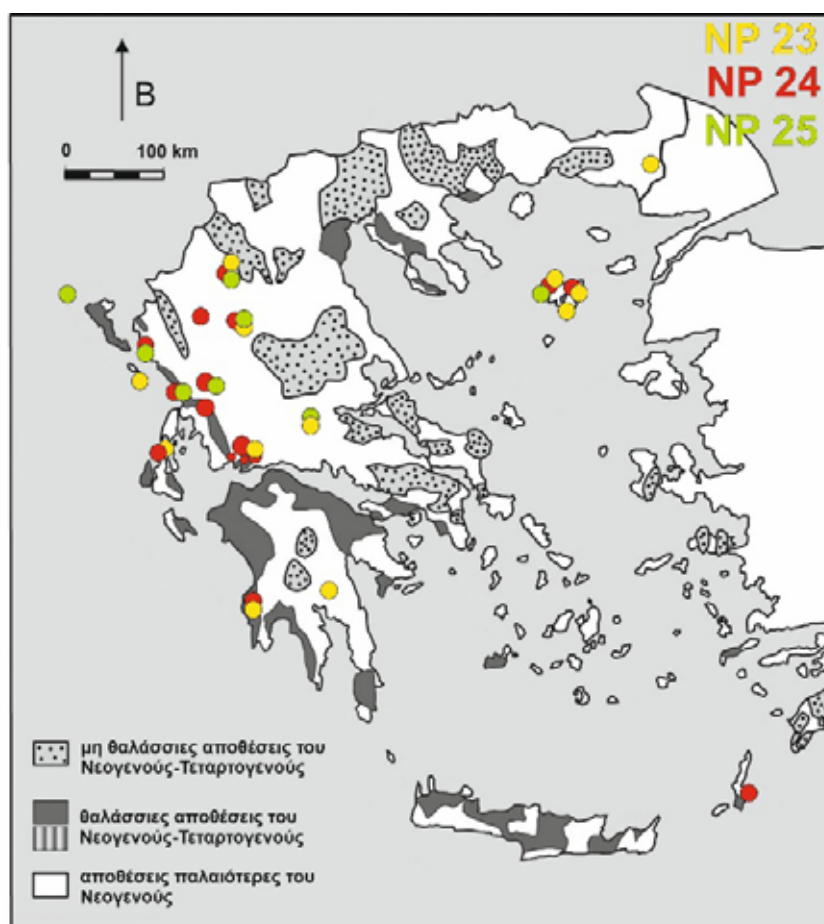 NP 23
NP 24
NP 25
B
0 100 km
μη θαλάσσιες αποθέσεις του
Νεογενούς-Τεταρτογενούς
θαλάσσιες αποθέσεις του
Νεογενούς-Τεταρτογενούς
αποθέσεις παλαιότερες του
Νεογενούς